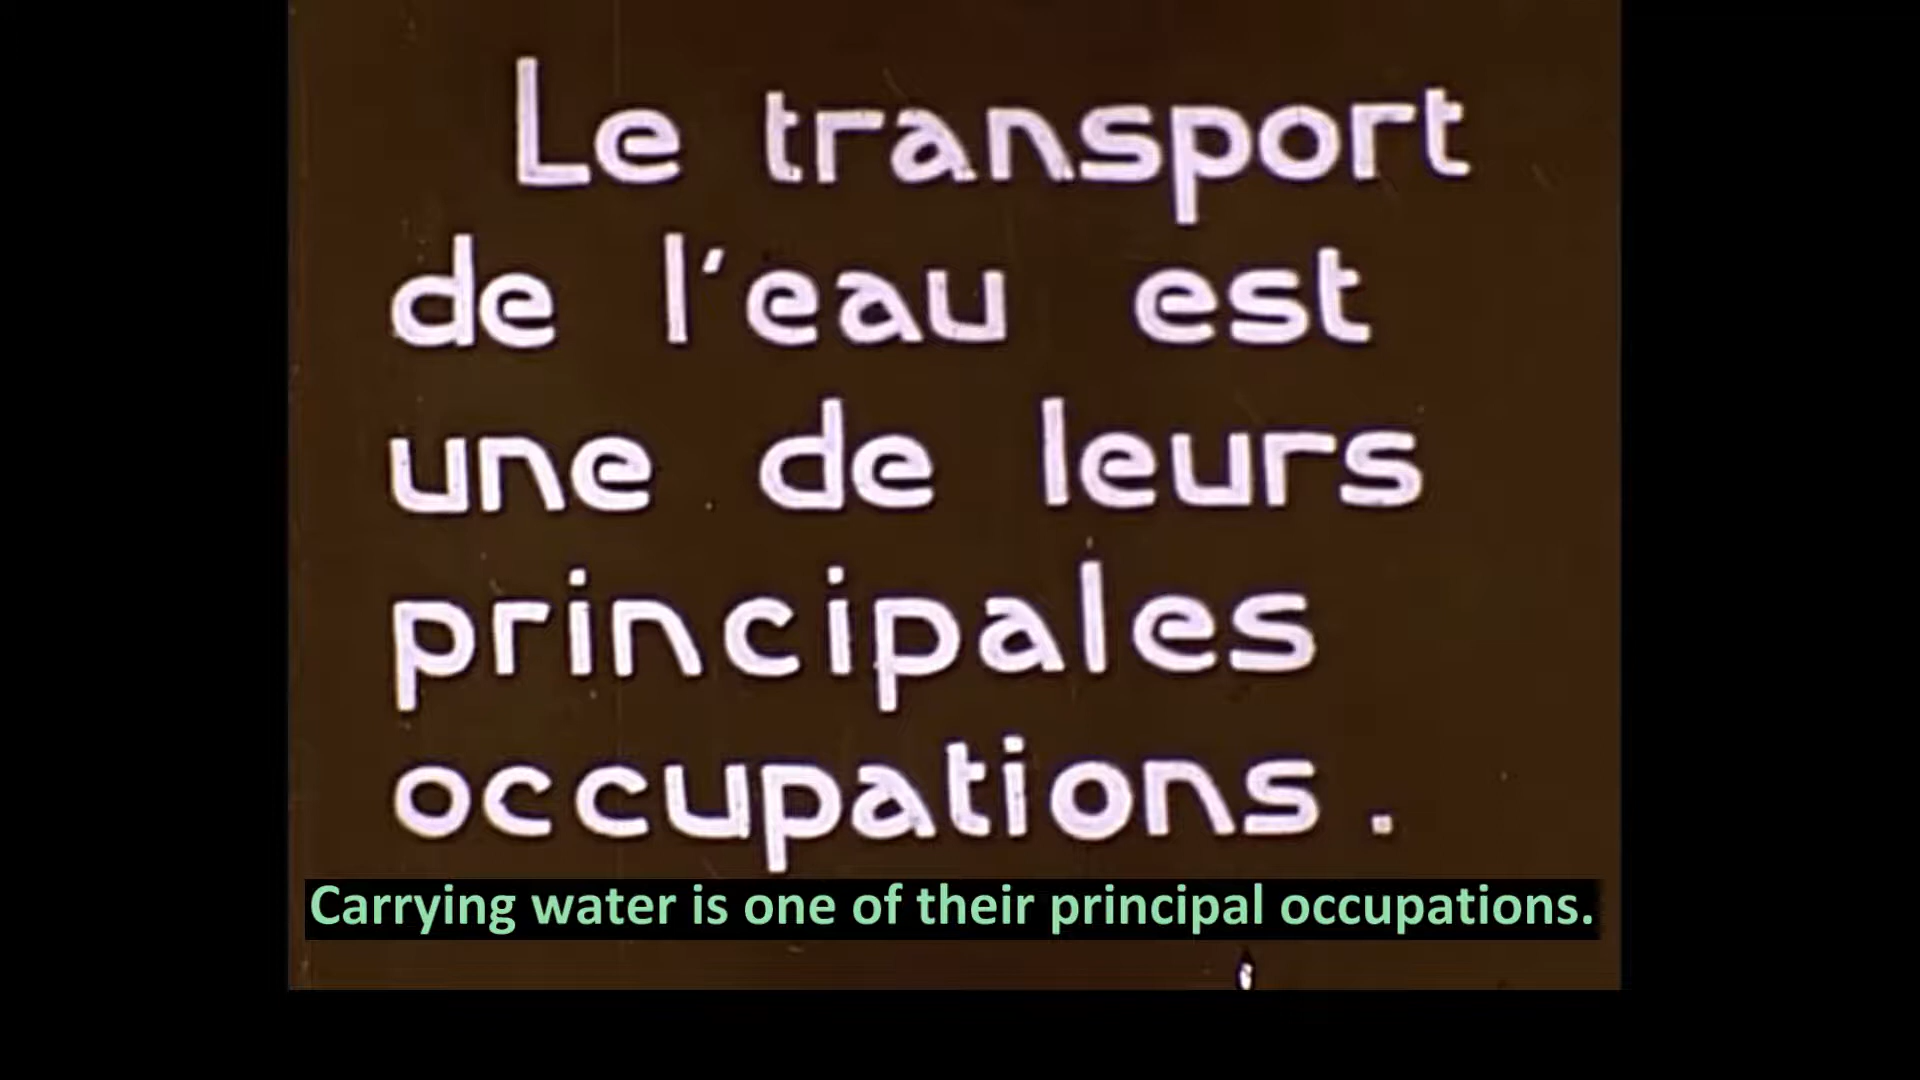 Le transport
de l'eau est
une de leurs
principales
occupations.
Carrying water is one of their principal occupations.